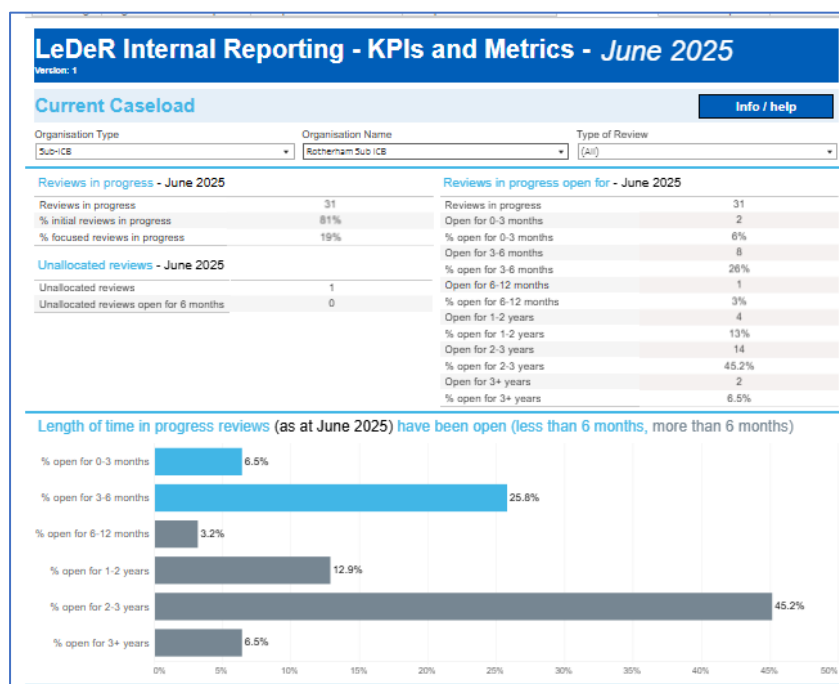 LeDeR Internal Reporting - KPIs and Metrics - June 2025
Version: 1
Current Caseload
Info / help
Organisation Type
Organisation Name
Type of Review
Sub-ICB
Rotherham Sub ICB
(All)
Reviews in progress - June 2025
Reviews in progress 31
% initial reviews in progress 81%
% focused reviews in progress 19%
Unallocated reviews - June 2025
Unallocated reviews 1
Unallocated reviews open for 6 months 0
Reviews in progress open for - June 2025
Reviews in progress 31
Open for 0-3 months 2
% open for 0-3 months 6%
Open for 3-6 months 8
% open for 3-6 months 26%
Open for 6-12 months 1
% open for 6-12 months 3%
Open for 1-2 years 4
% open for 1-2 years 13%
Open for 2-3 years 14
% open for 2-3 years 45.2%
Open for 3+ years 2
% open for 3+ years 6.5%
Length of time in progress reviews (as at June 2025) have been open (less than 6 months, more than 6 months)
% open for 0-3 months 6.5%
% open for 3-6 months 25.8%
% open for 6-12 months 3.2%
% open for 1-2 years 12.9%
% open for 2-3 years 45.2%
% open for 3+ years 6.5%
0% 5% 10% 15% 20% 25% 30% 35% 40% 45% 50%